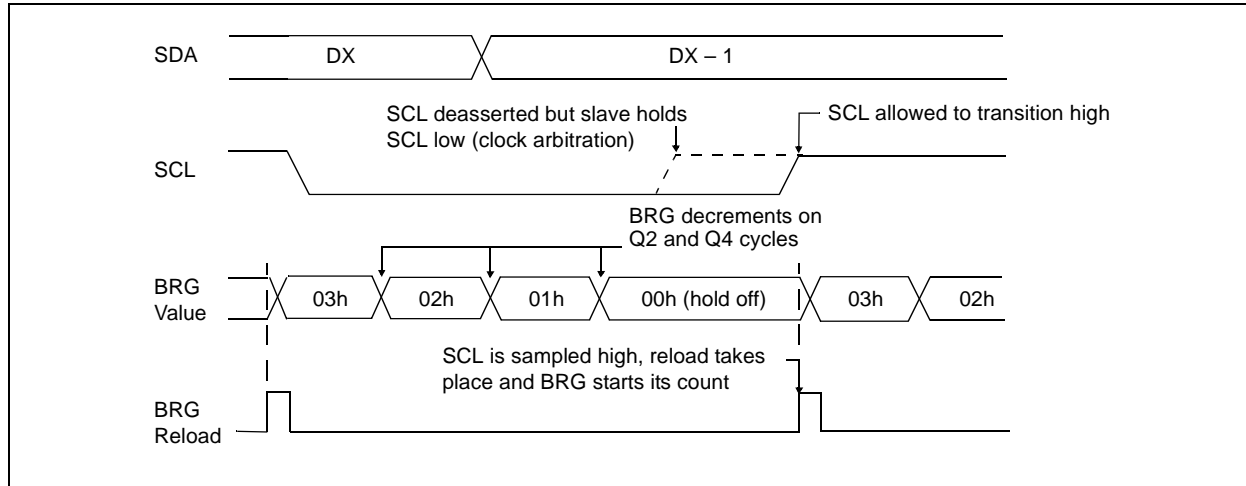 SDA
DX
DX – 1
SCL deasserted but slave holds
SCL low (clock arbitration)
SCL allowed to transition high
SCL
BRG decrements on
Q2 and Q4 cycles
BRG
Value
03h
02h
01h
00h (hold off)
03h
02h
SCL is sampled high, reload takes
place and BRG starts its count
BRG
Reload